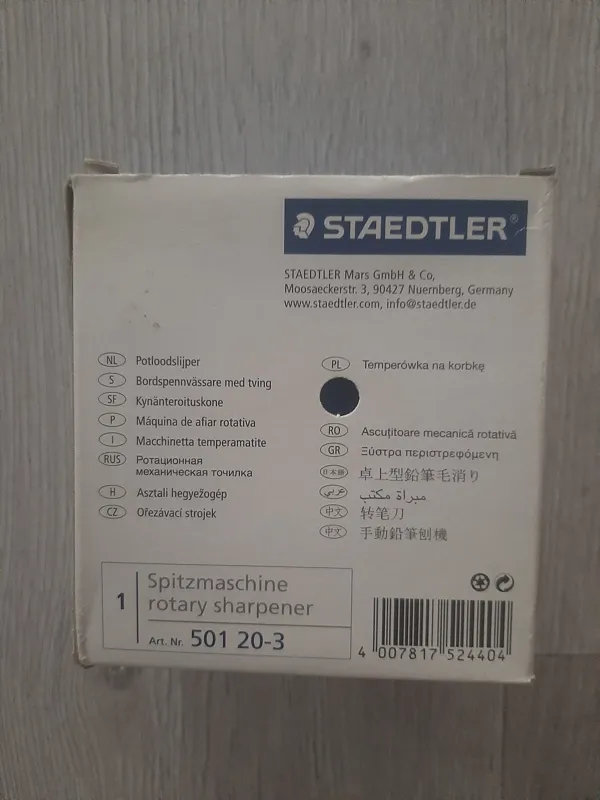 STAEDTLER®
STAEDTLER Mars GmbH & Co,
Moosaeckerstr. 3, 90427 Nuernberg, Germany
www.staedtler.com, info@staedtler.de
NL Potloodslijper
S Bordspennvässare med tving
SF Kynänteroituskone
P Máquina de afiar rotativa
I Macchinetta temperamatite
RUS Ротационная
механическая точилка
H Asztali hegyezőgép
CZ Ořezávací strojek
PL Temperówka na korbkę
RO Ascuţitoare mecanică rotativă
GR Ξύστρα περιστρεφόμενη
日本語 卓上型鉛筆毛消り
عربي مبراة مكتب
中文 转笔刀
中文 手動鉛筆刨機
1
Spitzmaschine
rotary sharpener
Art. Nr. 501 20-3
4 007817 524404